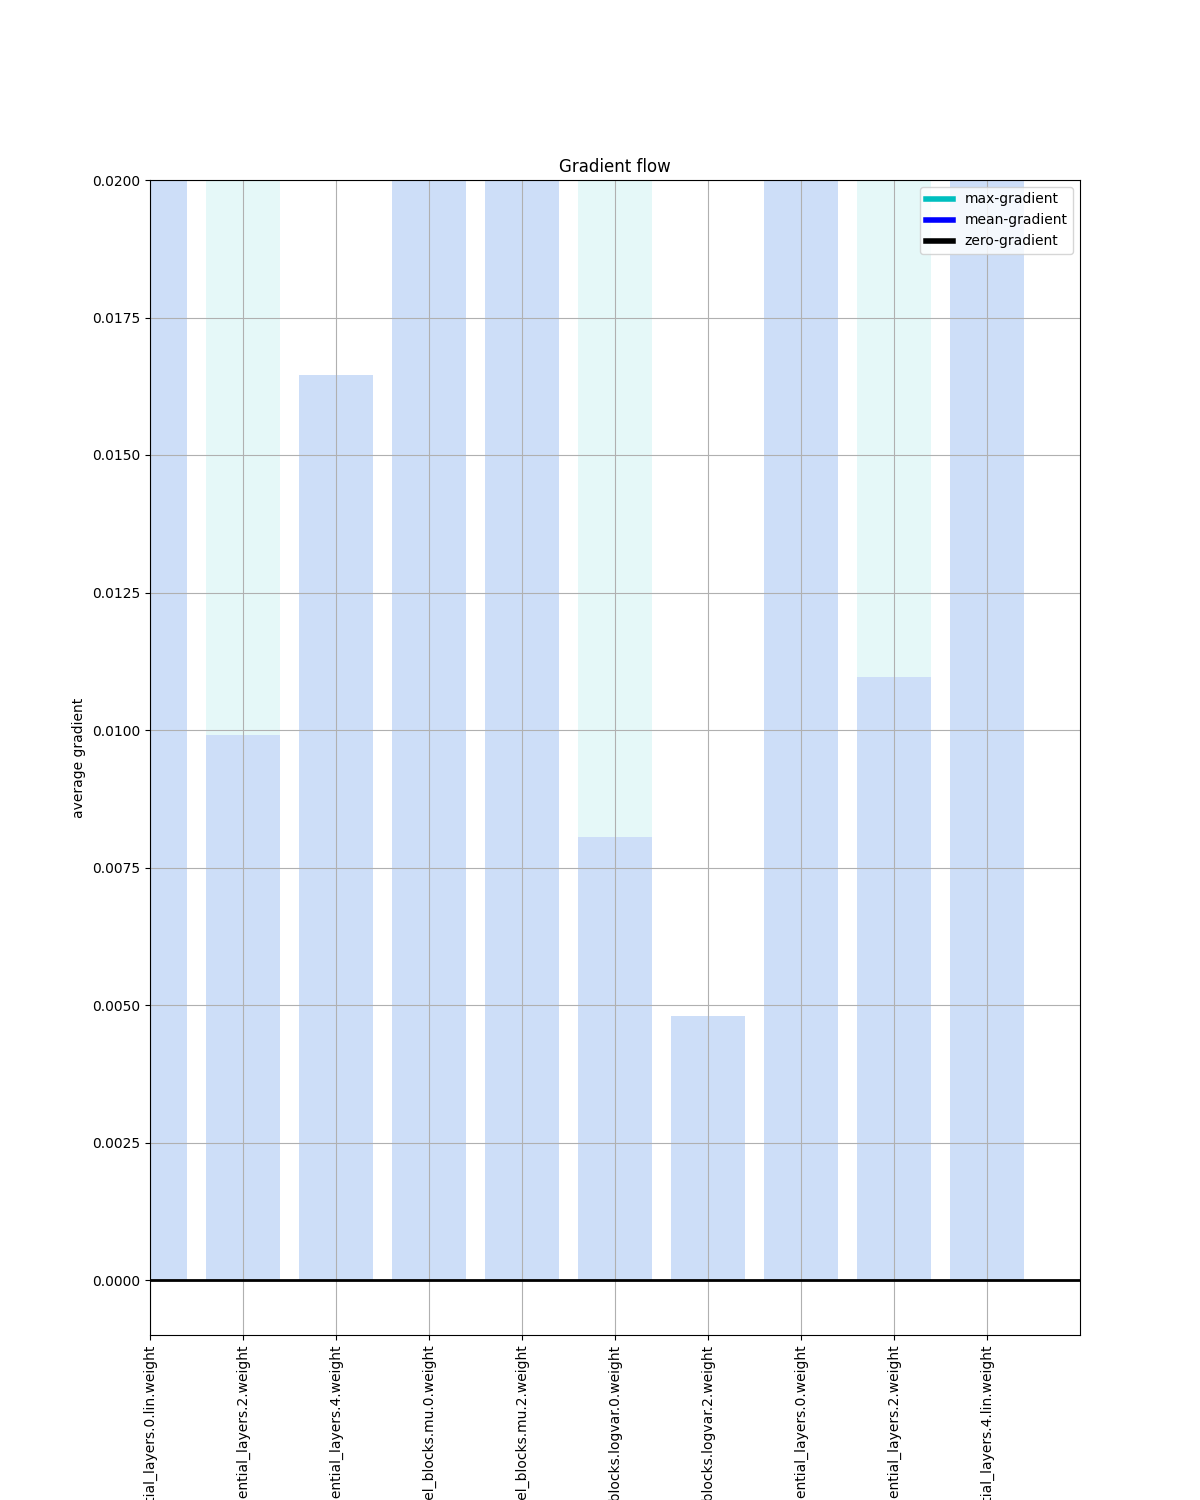 Gradient flow
max-gradient
mean-gradient
zero-gradient
0.0200
0.0175
0.0150
0.0125
0.0100
0.0075
0.0050
0.0025
0.0000
average gradient
tial_layers.0.lin.weight
ential_layers.2.weight
ential_layers.4.weight
el_blocks.mu.0.weight
el_blocks.mu.2.weight
blocks.logvar.0.weight
blocks.logvar.2.weight
ential_layers.0.weight
ential_layers.2.weight
tial_layers.4.lin.weight